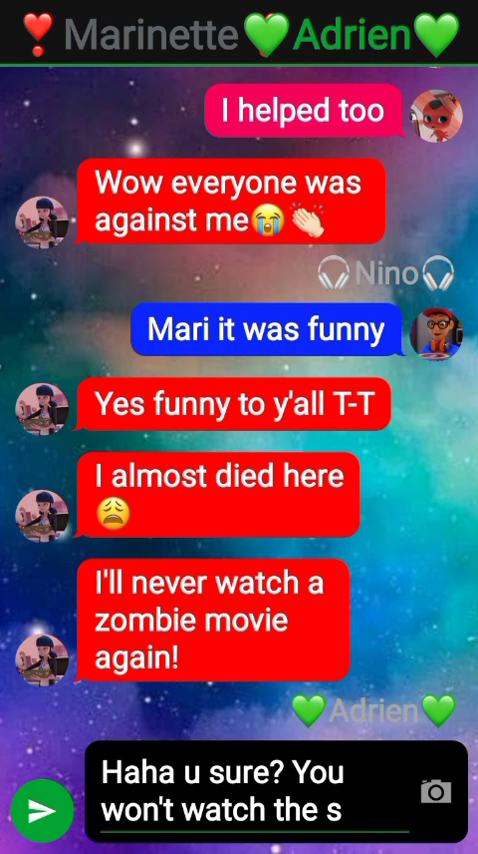 ❣Marinette💚Adrien💚
I helped too
Wow everyone was
against me😭👏🏻
🎧Nino🎧
Mari it was funny
Yes funny to y'all T-T
I almost died here
😩
I'll never watch a
zombie movie
again!
💚Adrien💚
Haha u sure? You
won't watch the s